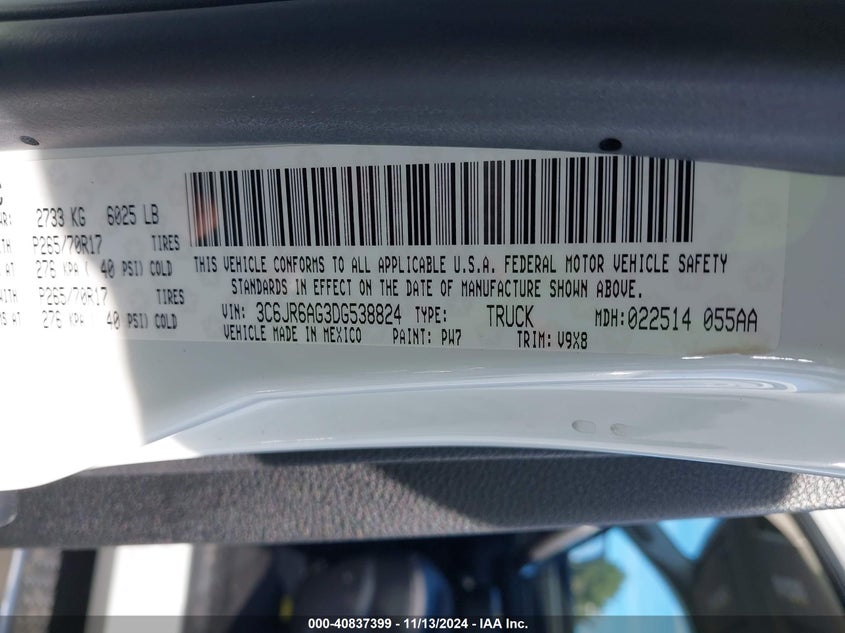 THIS VEHICLE CONFORMS TO ALL APPLICABLE U.S.A. FEDERAL MOTOR VEHICLE SAFETY
STANDARDS IN EFFECT ON THE DATE OF MANUFACTURE SHOWN ABOVE.
VIN: 3C6JR6AG3DG538824 TYPE: TRUCK MDH: 022514 055AA
VEHICLE MADE IN MEXICO PAINT: PW7 TRIM: V9X8
2733 KG 6025 LB
P265/70R17 TIRES
276 KPA ( 40 PSI) COLD
P265/70R17 TIRES
276 KPA ( 40 PSI) COLD
000-40837399 - 11/13/2024 - IAA Inc.